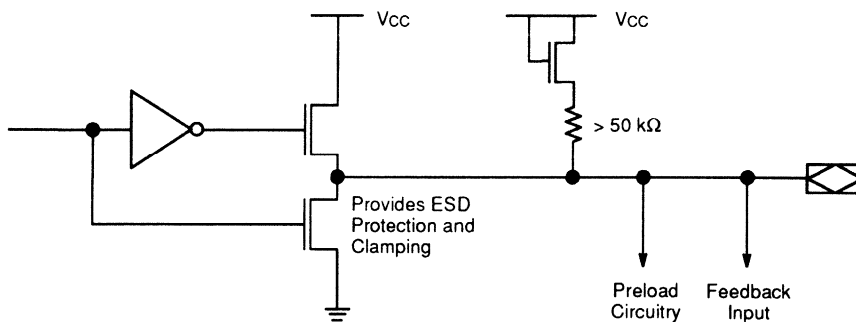 VCC
VCC
> 50 kΩ
Provides ESD
Protection and
Clamping
Preload
Circuitry
Feedback
Input